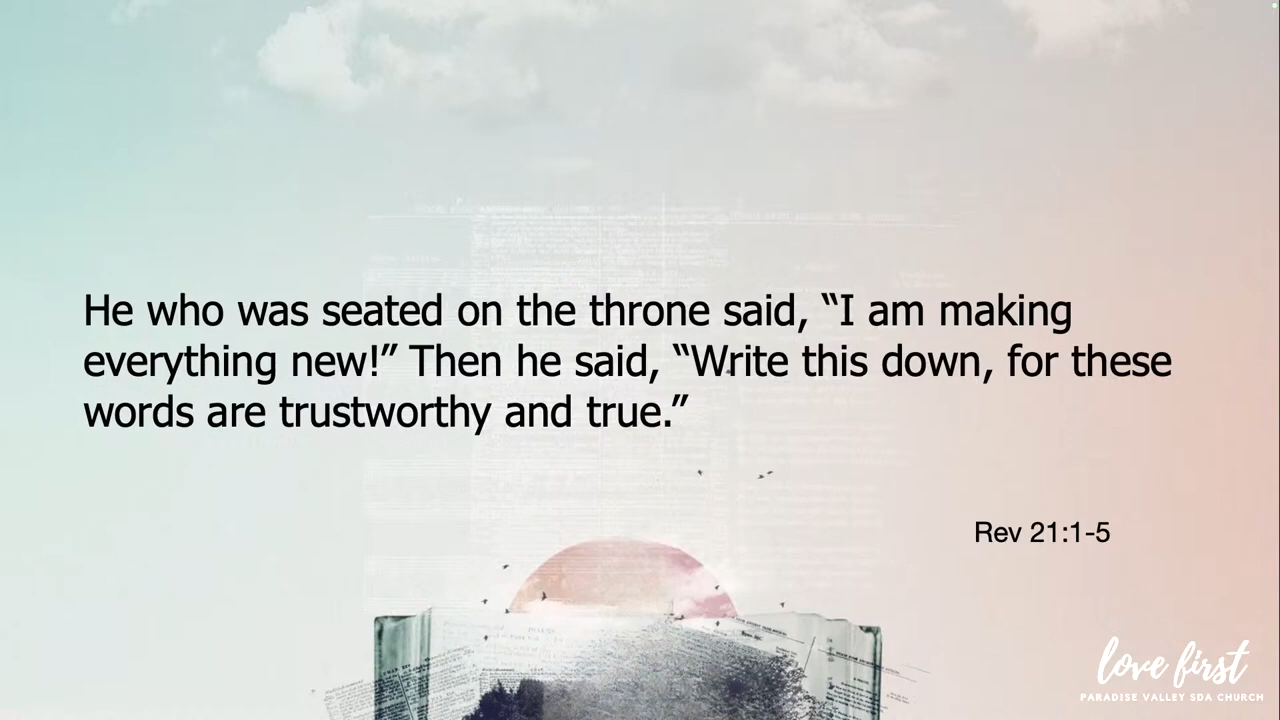 He who was seated on the throne said, “I am making
everything new!” Then he said, “Write this down, for these
words are trustworthy and true.”
Rev 21:1-5
love first
PARADISE VALLEY SDA CHURCH